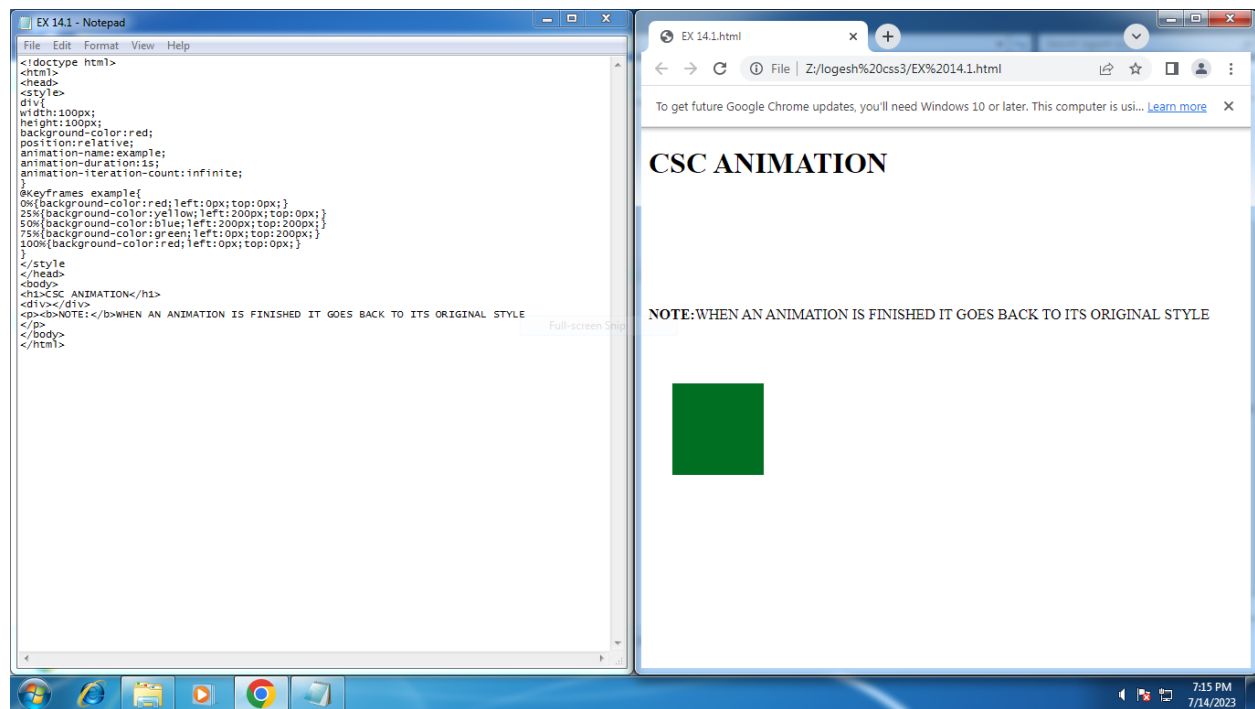 EX 14.1 - Notepad
File Edit Format View Help
<!doctype html>
<html>
<head>
<style>
div{
width:100px;
height:100px;
background-color:red;
position:relative;
animation-name:example;
animation-duration:1s;
animation-iteration-count:infinite;
}
@Keyframes example{
0%{background-color:red;left:0px;top:0px;}
25%{background-color:yellow;left:200px;top:0px;}
50%{background-color:blue;left:200px;top:200px;}
75%{background-color:green;left:0px;top:200px;}
100%{background-color:red;left:0px;top:0px;}
}
</style
</head>
<body>
<h1>CSC ANIMATION</h1>
<div></div>
<p><b>NOTE:</b>WHEN AN ANIMATION IS FINISHED IT GOES BACK TO ITS ORIGINAL STYLE
</p>
</body>
</html>
Full-screen Snip
EX 14.1.html
File Z:/logesh%20css3/EX%2014.1.html
To get future Google Chrome updates, you'll need Windows 10 or later. This computer is usi... Learn more
CSC ANIMATION
NOTE:WHEN AN ANIMATION IS FINISHED IT GOES BACK TO ITS ORIGINAL STYLE
7:15 PM
7/14/2023